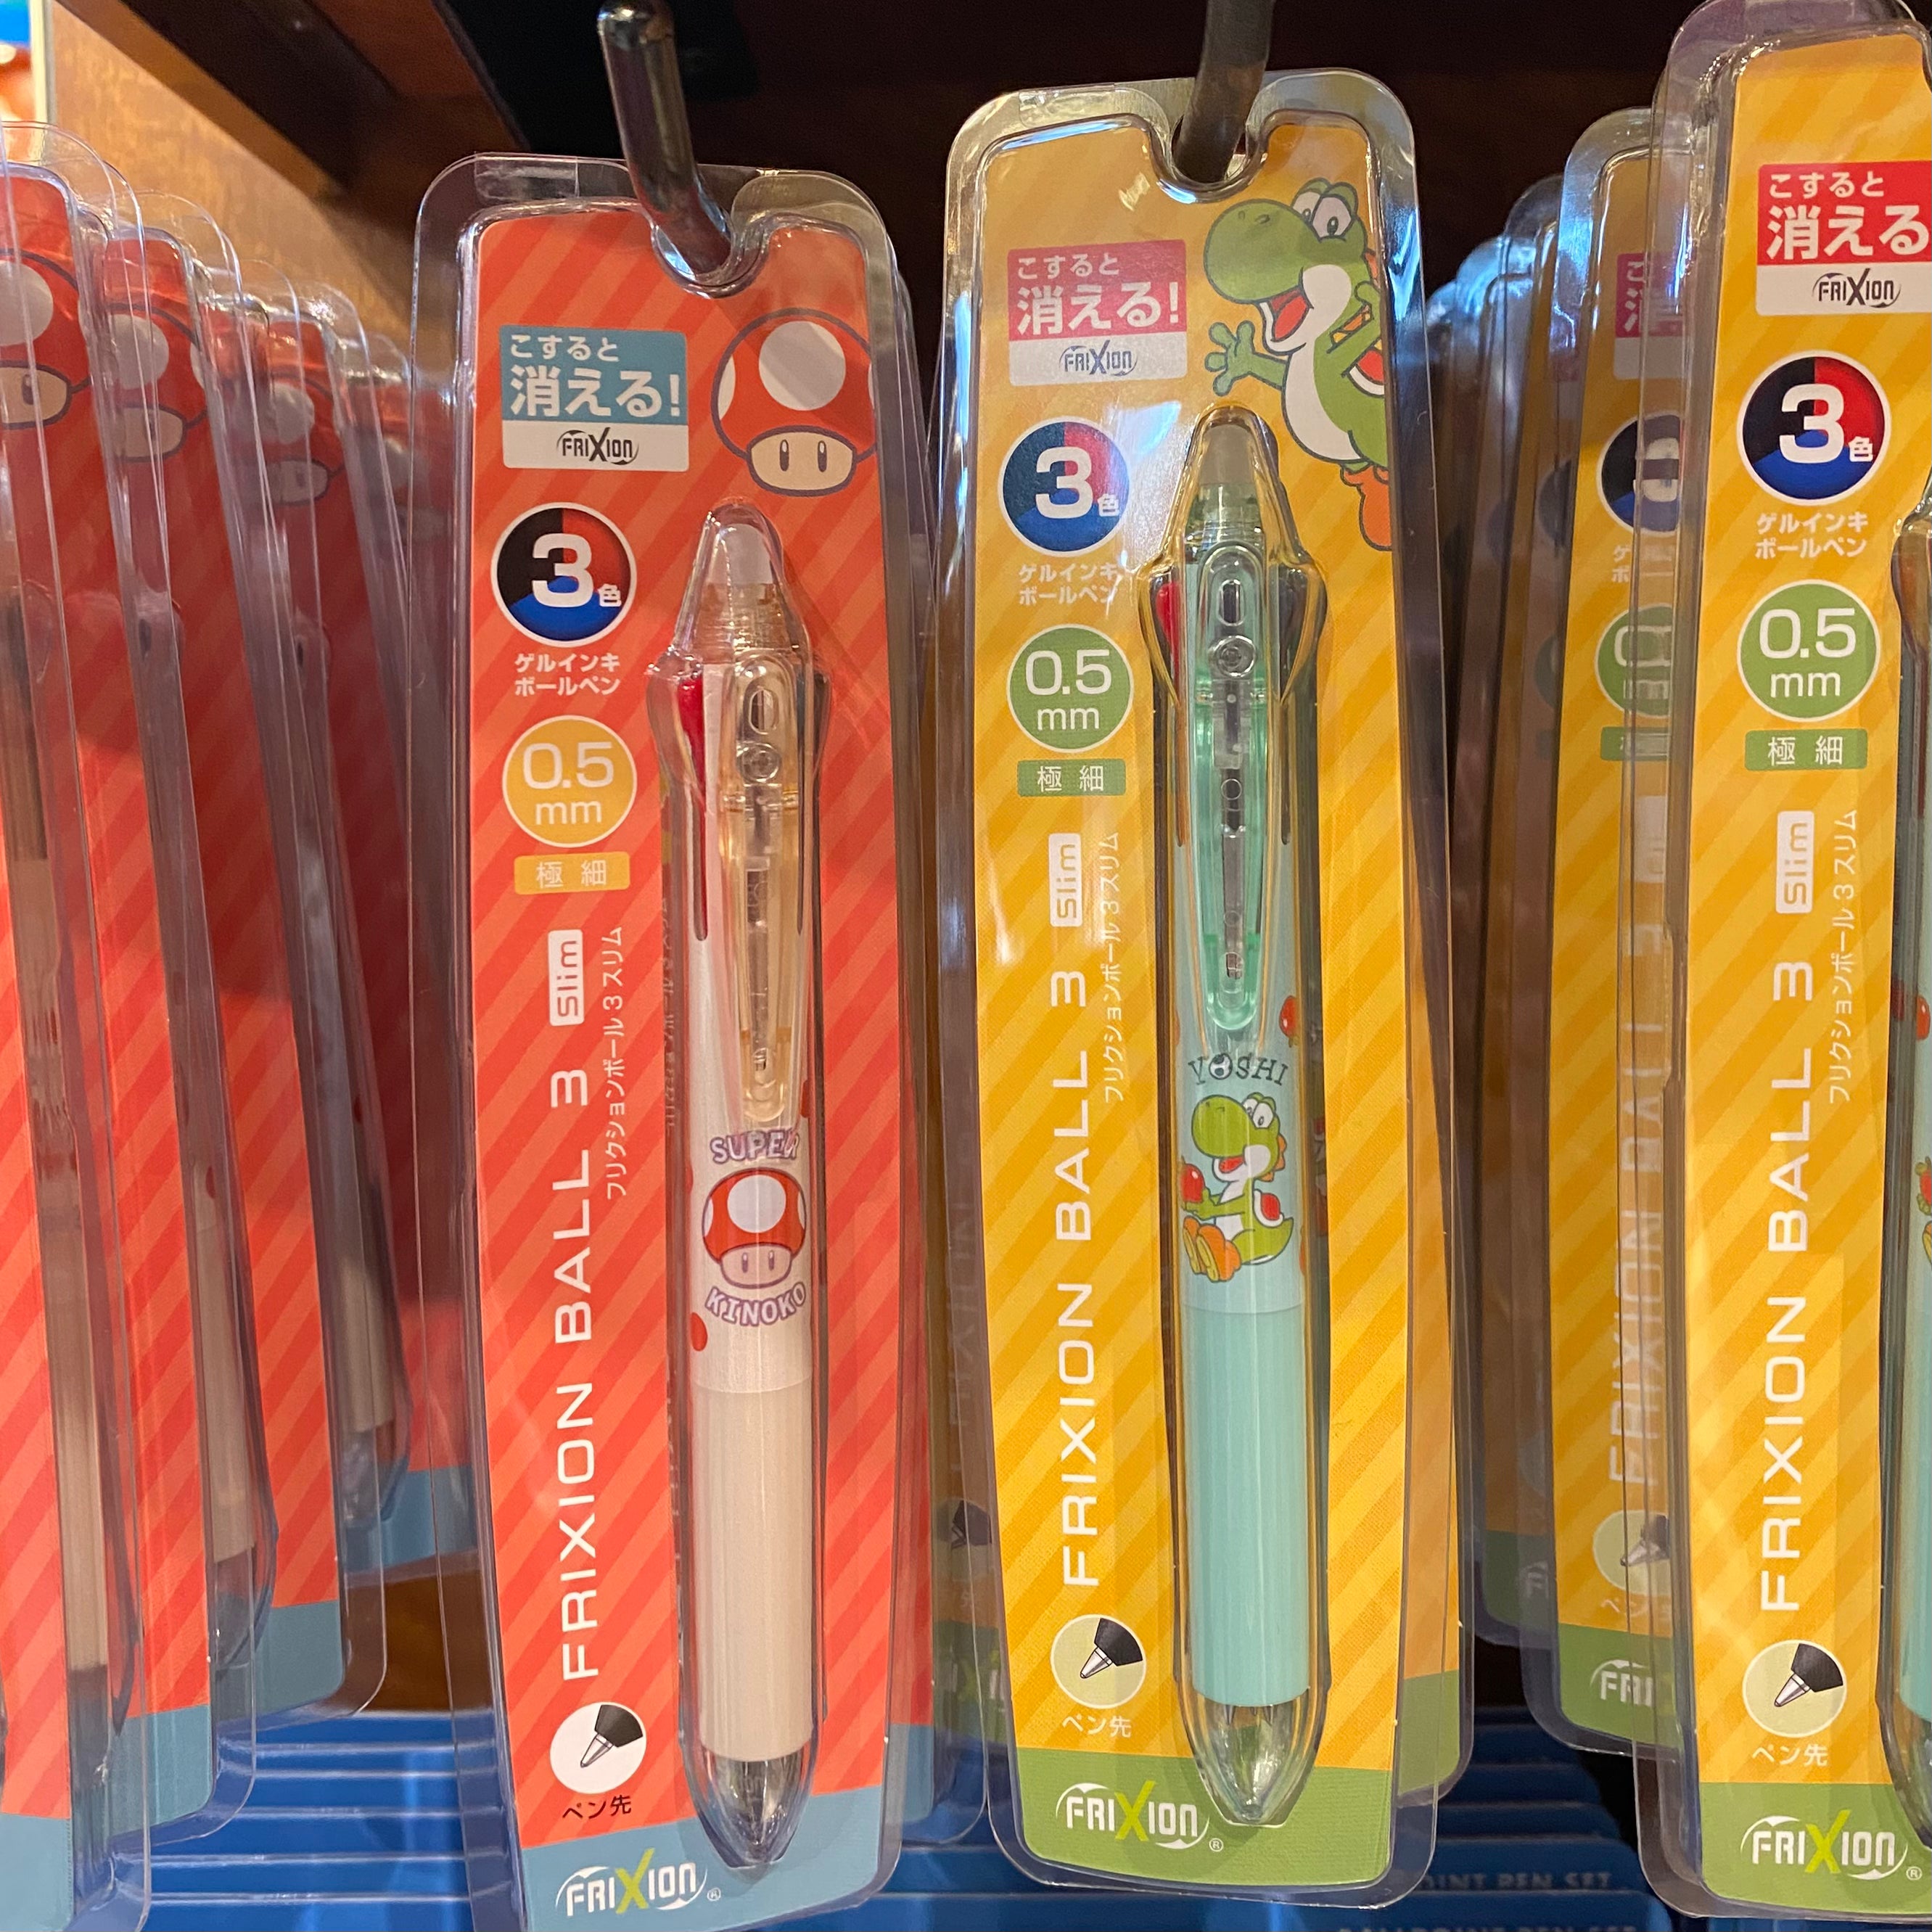 こすると
消える!
FRIXION
3色
ゲルインキ
ボールペン
0.5
mm
極細
FRIXION BALL 3 Slim
フリクションボール3スリム
SUPER
KINOKO
ペン先
FRIXION®
こすると
消える!
FRIXION
3色
ゲルインキ
ボールペン
0.5
mm
極細
FRIXION BALL 3 Slim
フリクションボール3スリム
YOSHI
ペン先
FRIXION®
FRIXION
こすると
消える
FRIXION
3色
ゲルインキ
ボールペン
0.5
mm
極細
FRIXION BALL 3 Slim
フリクションボール3スリム
ペン先
FRIXION®
PEN SET